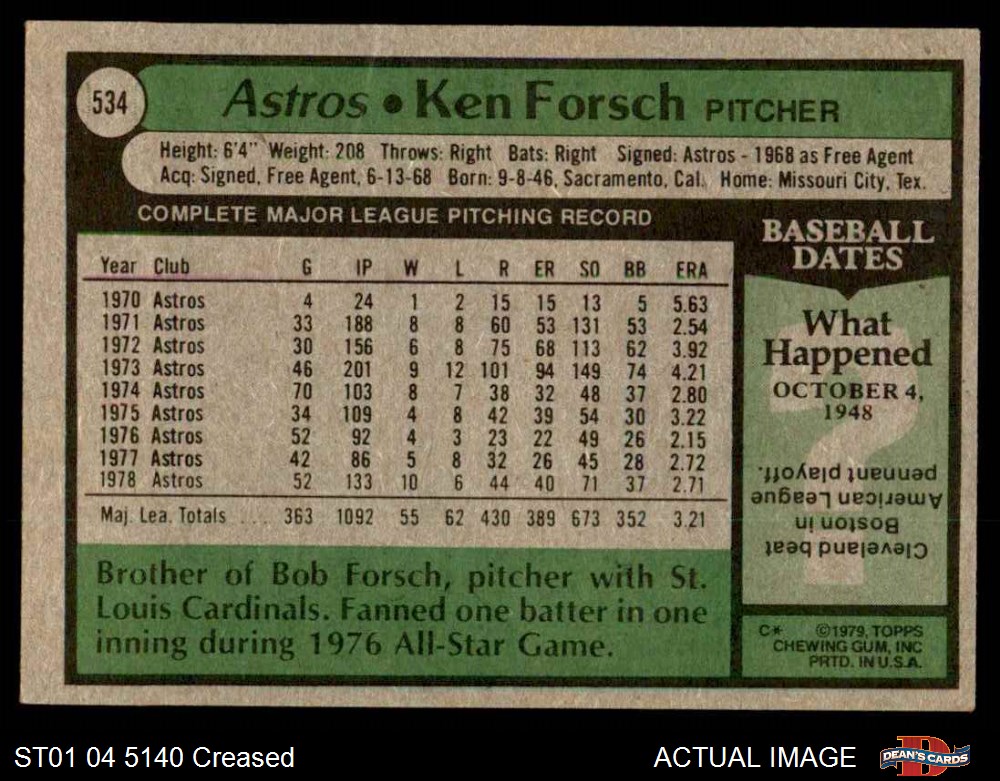 534
Astros • Ken Forsch PITCHER
Height: 6'4" Weight: 208 Throws: Right Bats: Right Signed: Astros - 1968 as Free Agent
Acq: Signed, Free Agent, 6-13-68 Born: 9-8-46, Sacramento, Cal. Home: Missouri City, Tex.
COMPLETE MAJOR LEAGUE PITCHING RECORD
Year Club G IP W L R ER SO BB ERA
1970 Astros 4 24 1 2 15 15 13 5 5.63
1971 Astros 33 188 8 8 60 53 131 53 2.54
1972 Astros 30 156 6 8 75 68 113 62 3.92
1973 Astros 46 201 9 12 101 94 149 74 4.21
1974 Astros 70 103 8 7 38 32 48 37 2.80
1975 Astros 34 109 4 8 42 39 54 30 3.22
1976 Astros 52 92 4 3 23 22 49 26 2.15
1977 Astros 42 86 5 8 32 26 45 28 2.72
1978 Astros 52 133 10 6 44 40 71 37 2.71
Maj. Lea. Totals ... 363 1092 55 62 430 389 673 352 3.21
Brother of Bob Forsch, pitcher with St.
Louis Cardinals. Fanned one batter in one
inning during 1976 All-Star Game.
BASEBALL
DATES
What
Happened
OCTOBER 4,
1948
?
Cleveland beat
Boston in
American League
pennant playoff.
C* ©1979, TOPPS
CHEWING GUM, INC
PRTD. IN U.S.A.
ST01 04 5140 Creased
ACTUAL IMAGE
D
DEAN'S CARDS